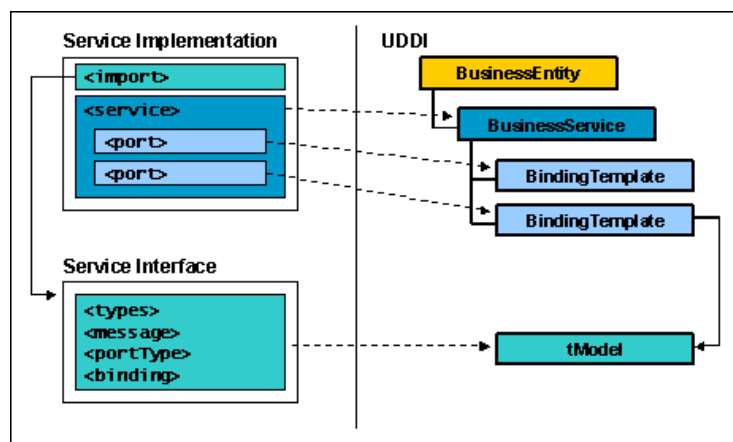 Service Implementation
<import>
<service>
<port>
<port>
Service Interface
<types>
<message>
<portType>
<binding>
UDDI
BusinessEntity
BusinessService
BindingTemplate
BindingTemplate
tModel